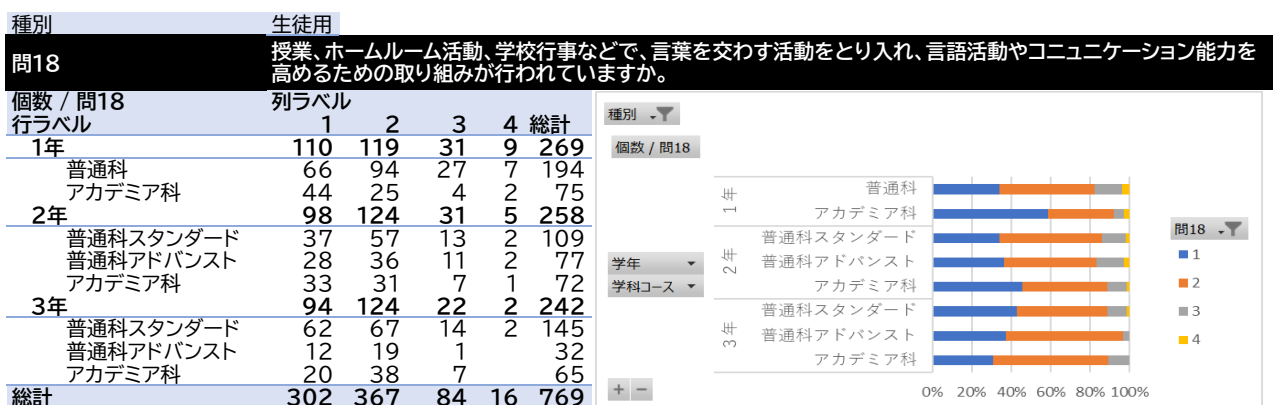 種別 生徒用
問18 授業、ホームルーム活動、学校行事などで、言葉を交わす活動をとり入れ、言語活動やコニュニケーション能力を
高めるための取り組みが行われていますか。
個数 / 問18 列ラベル
行ラベル 1 2 3 4 総計
1年 110 119 31 9 269
普通科 66 94 27 7 194
アカデミア科 44 25 4 2 75
2年 98 124 31 5 258
普通科スタンダード 37 57 13 2 109
普通科アドバンスト 28 36 11 2 77
アカデミア科 33 31 7 1 72
3年 94 124 22 2 242
普通科スタンダード 62 67 14 2 145
普通科アドバンスト 12 19 1 32
アカデミア科 20 38 7 65
総計 302 367 84 16 769
種別
個数 / 問18
学年
学科コース
1年
普通科
アカデミア科
2年
普通科スタンダード
普通科アドバンスト
アカデミア科
3年
普通科スタンダード
普通科アドバンスト
アカデミア科
0% 20% 40% 60% 80% 100%
問18
1
2
3
4